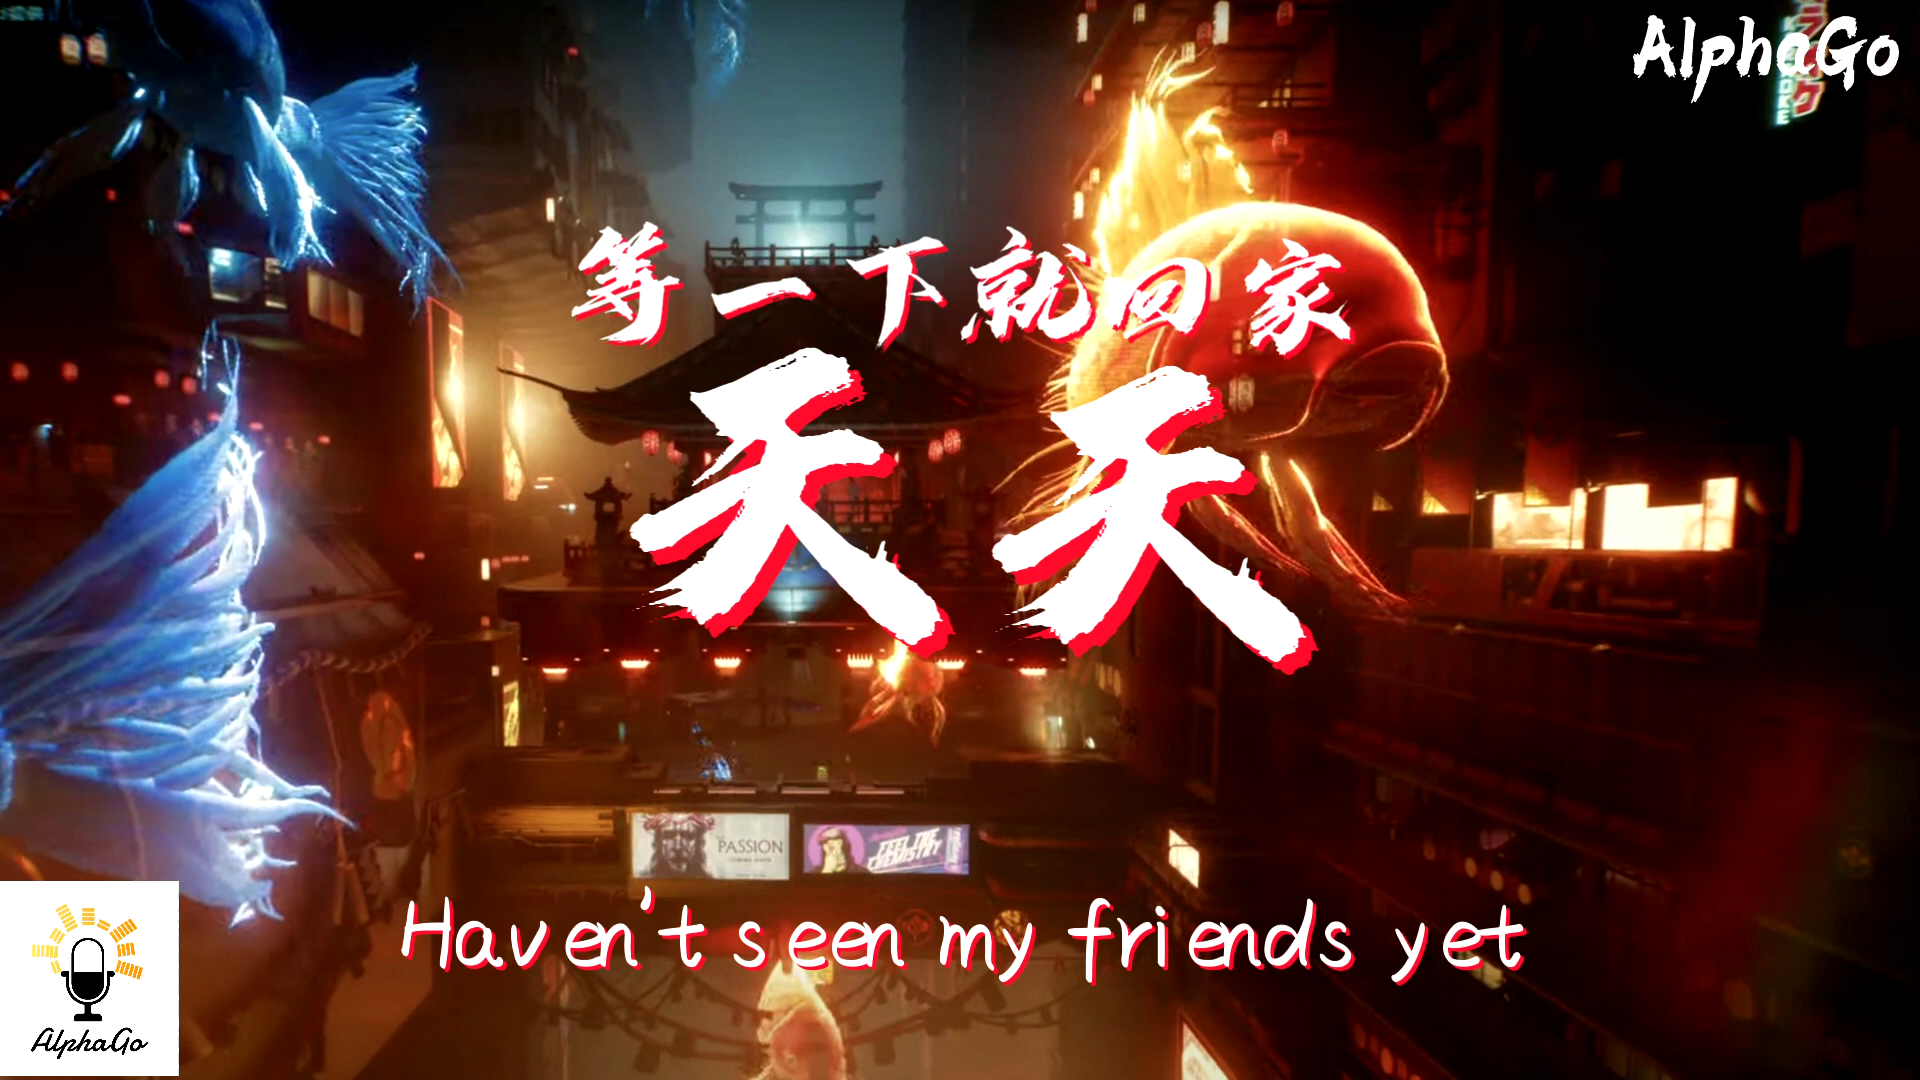 AlphaGo
等一下就回家
天天
PASSION
FEEL THE
CHEMISTRY
Haven't seen my friends yet
AlphaGo